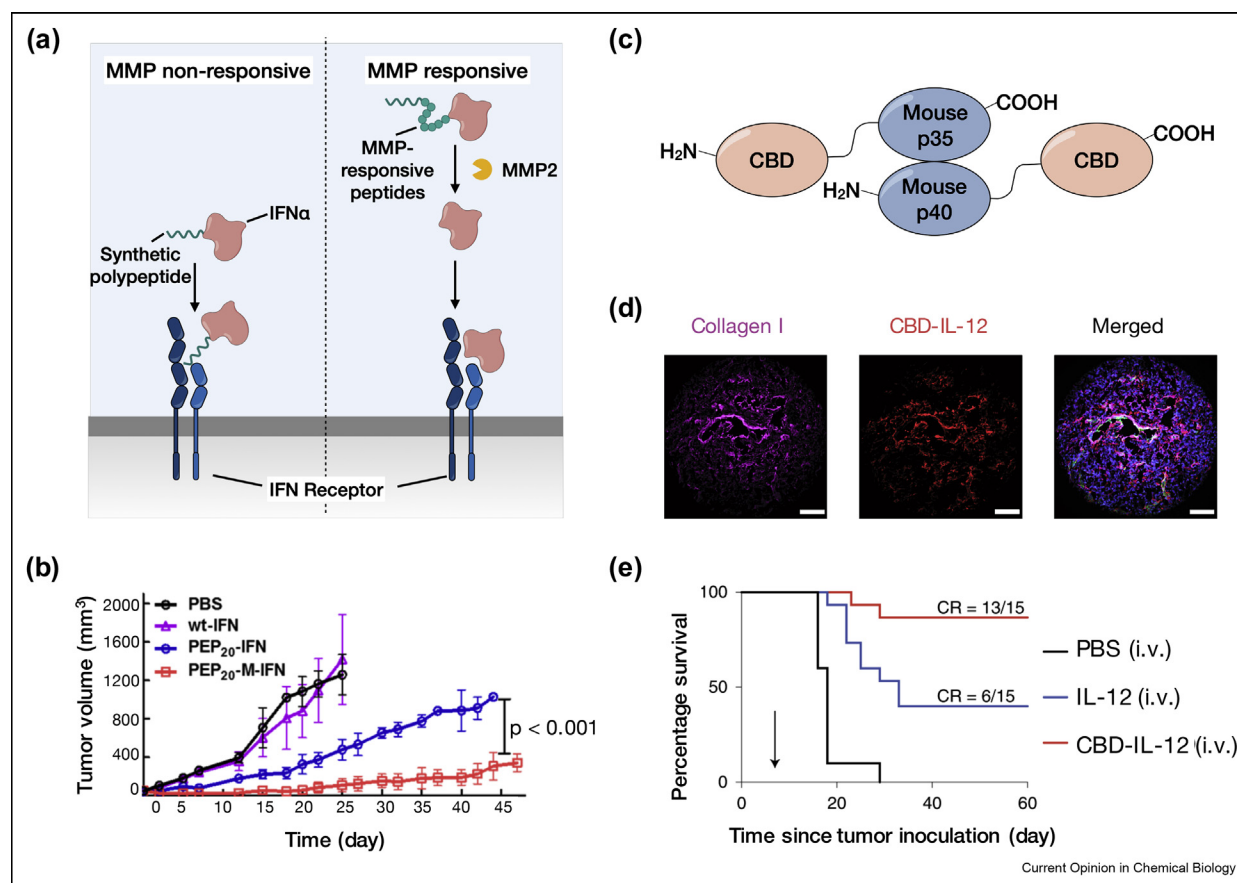 (a)
MMP non-responsive
MMP responsive
MMP-
responsive
peptides
MMP2
IFNα
Synthetic
polypeptide
IFN Receptor
(b)
Tumor volume (mm³)
2000
1600
1200
800
400
0
PBS
wt-IFN
PEP₂₀-IFN
PEP₂₀-M-IFN
p < 0.001
0 5 10 15 20 25 30 35 40 45
Time (day)
(c)
H₂N
CBD
Mouse
p35
COOH
H₂N
Mouse
p40
CBD
COOH
(d)
Collagen I
CBD-IL-12
Merged
(e)
Percentage survival
100
50
0
CR = 13/15
CR = 6/15
PBS (i.v.)
IL-12 (i.v.)
CBD-IL-12 (i.v.)
0 20 40 60
Time since tumor inoculation (day)
Current Opinion in Chemical Biology